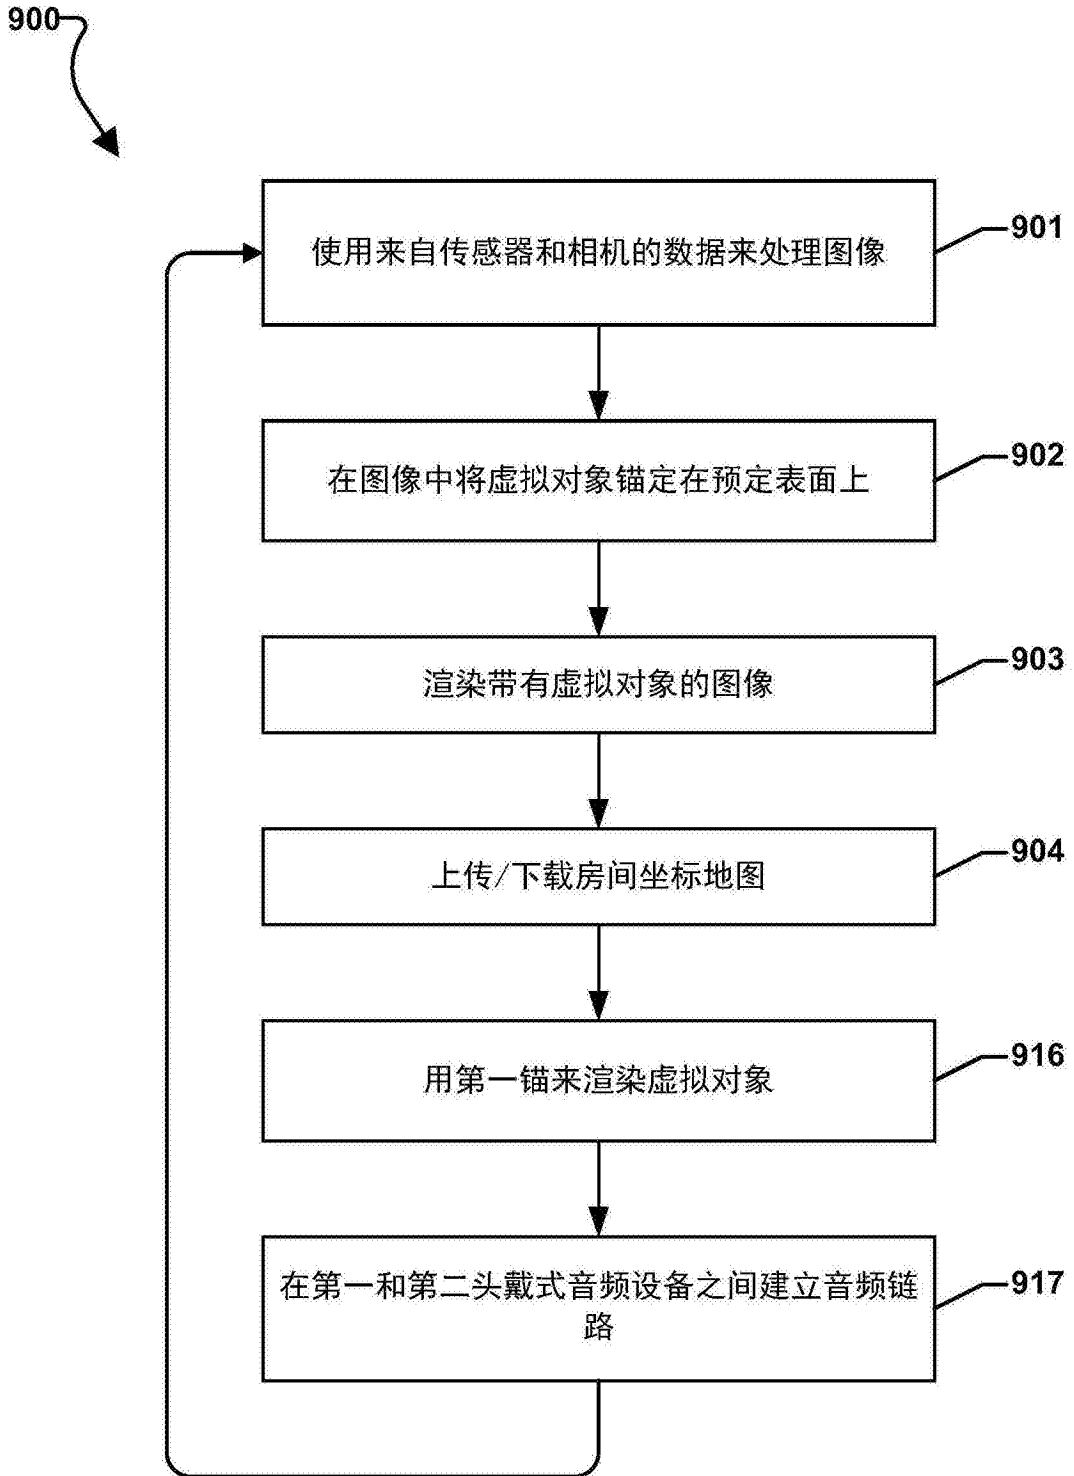 900
使用来自传感器和相机的数据来处理图像
901
在图像中将虚拟对象锚定在预定表面上
902
渲染带有虚拟对象的图像
903
上传/下载房间坐标地图
904
用第一锚来渲染虚拟对象
916
在第一和第二头戴式音频设备之间建立音频链
路
917